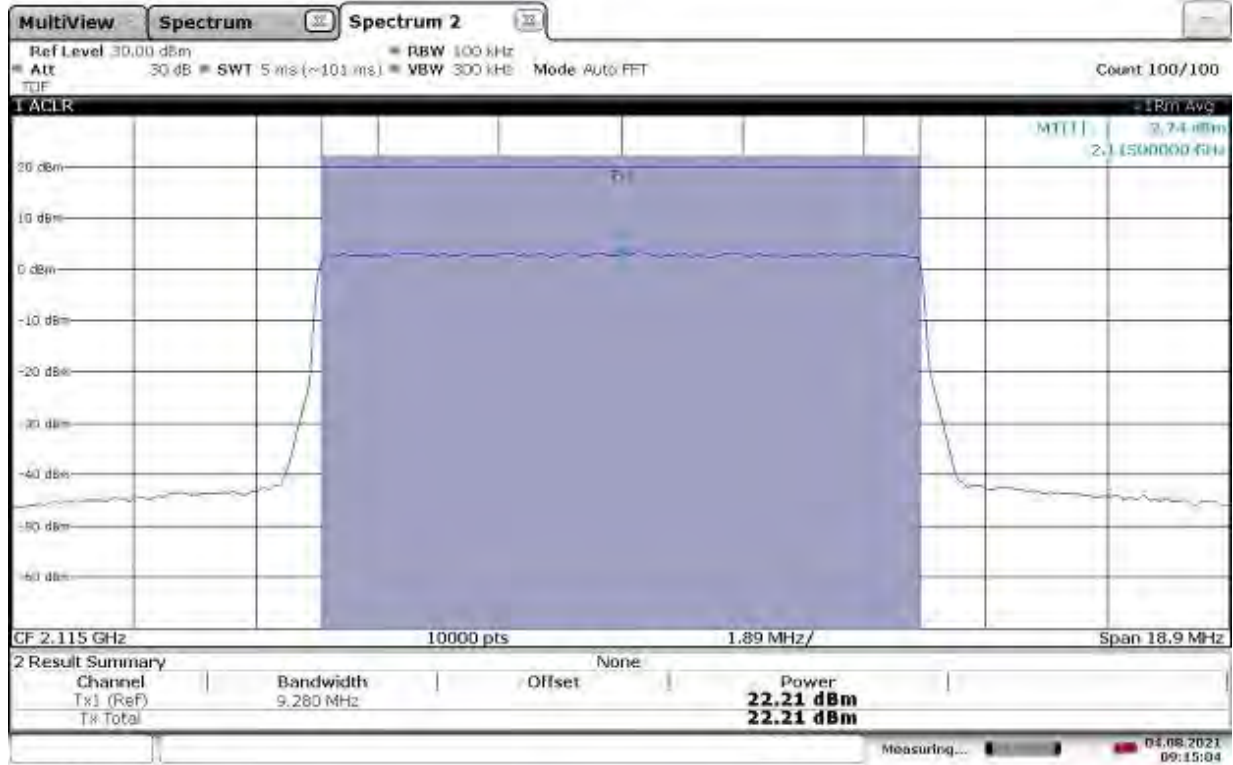 MultiView Spectrum Spectrum 2
Ref Level 30.00 dBm RBW 100 kHz
Att 30 dB SWT 5 ms (~101 ms) VBW 300 kHz Mode Auto FFT Count 100/100
TDF
1 ACLR 1Rm Avg
M1[1] 2.74 dBm
2.11500000 GHz
20 dBm
Tx1
10 dBm
0 dBm
-10 dBm
-20 dBm
-30 dBm
-40 dBm
-50 dBm
-60 dBm
CF 2.115 GHz 10000 pts 1.89 MHz/ Span 18.9 MHz
2 Result Summary None
Channel Bandwidth Offset Power
Tx1 (Ref) 9.280 MHz 22.21 dBm
Tx Total 22.21 dBm
Measuring... 04.08.2021
09:15:04